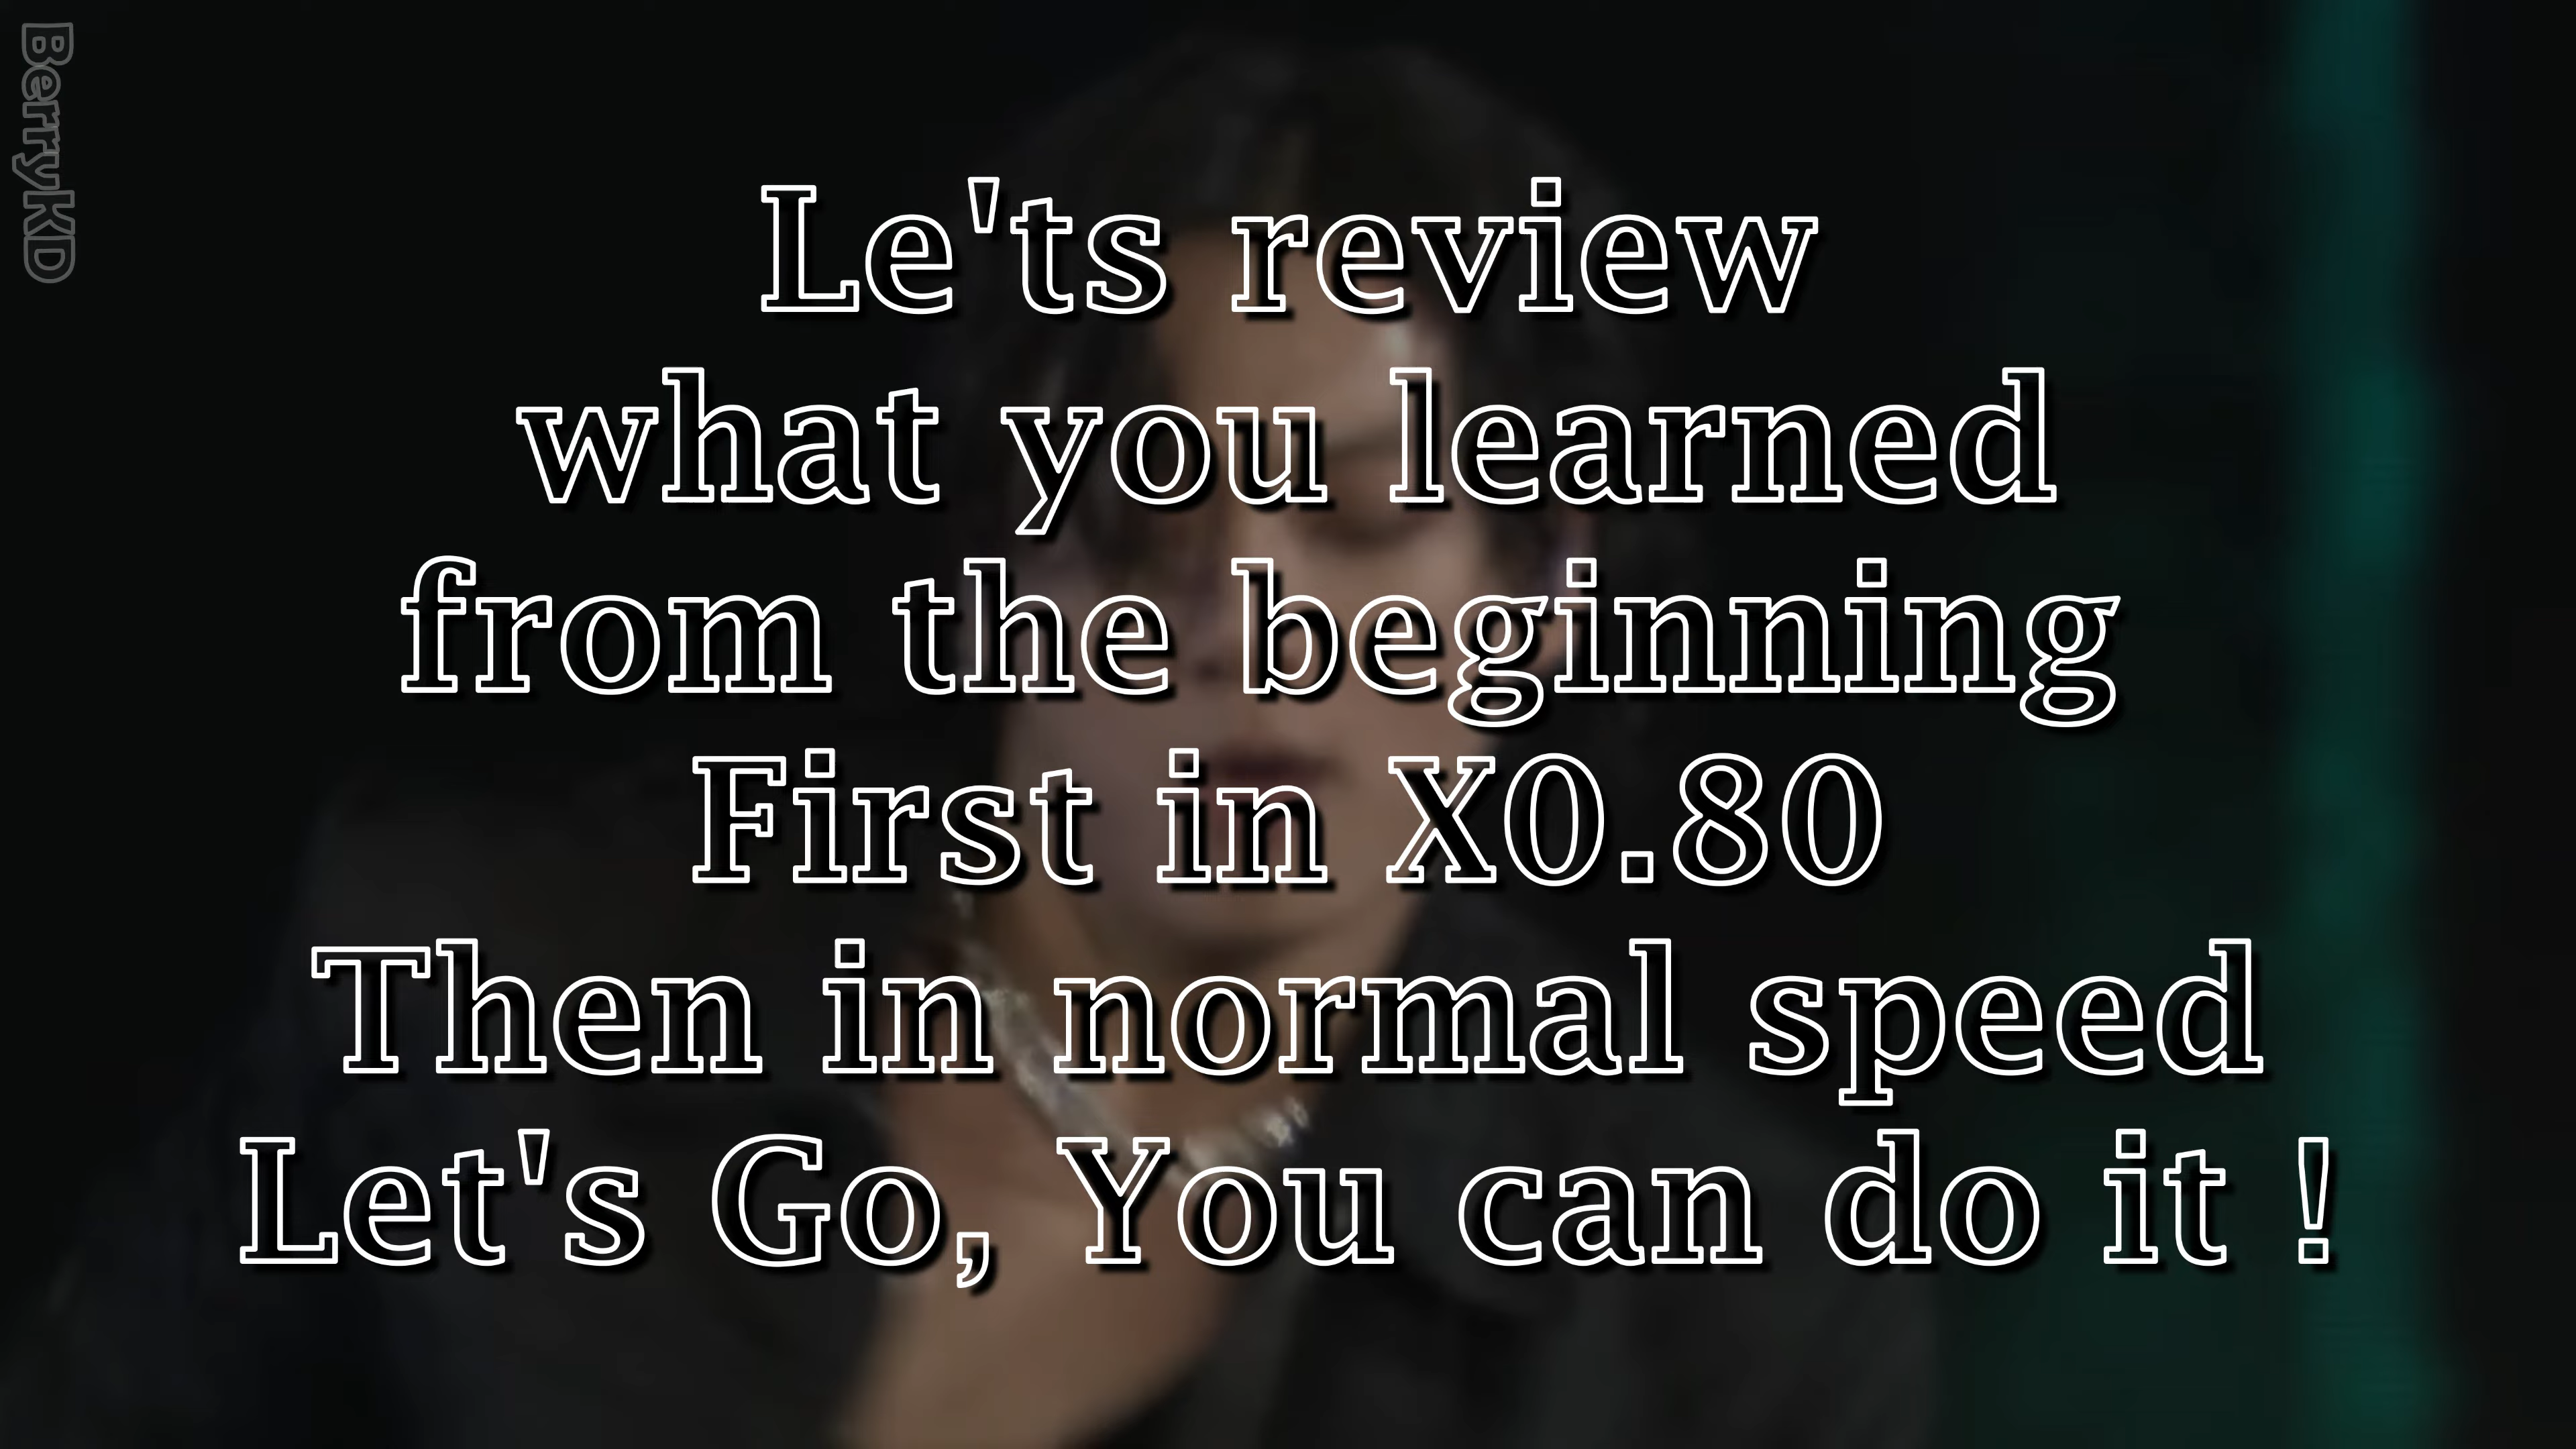 BerryKD
Le'ts review
what you learned
from the beginning
First in X0.80
Then in normal speed
Let's Go, You can do it !